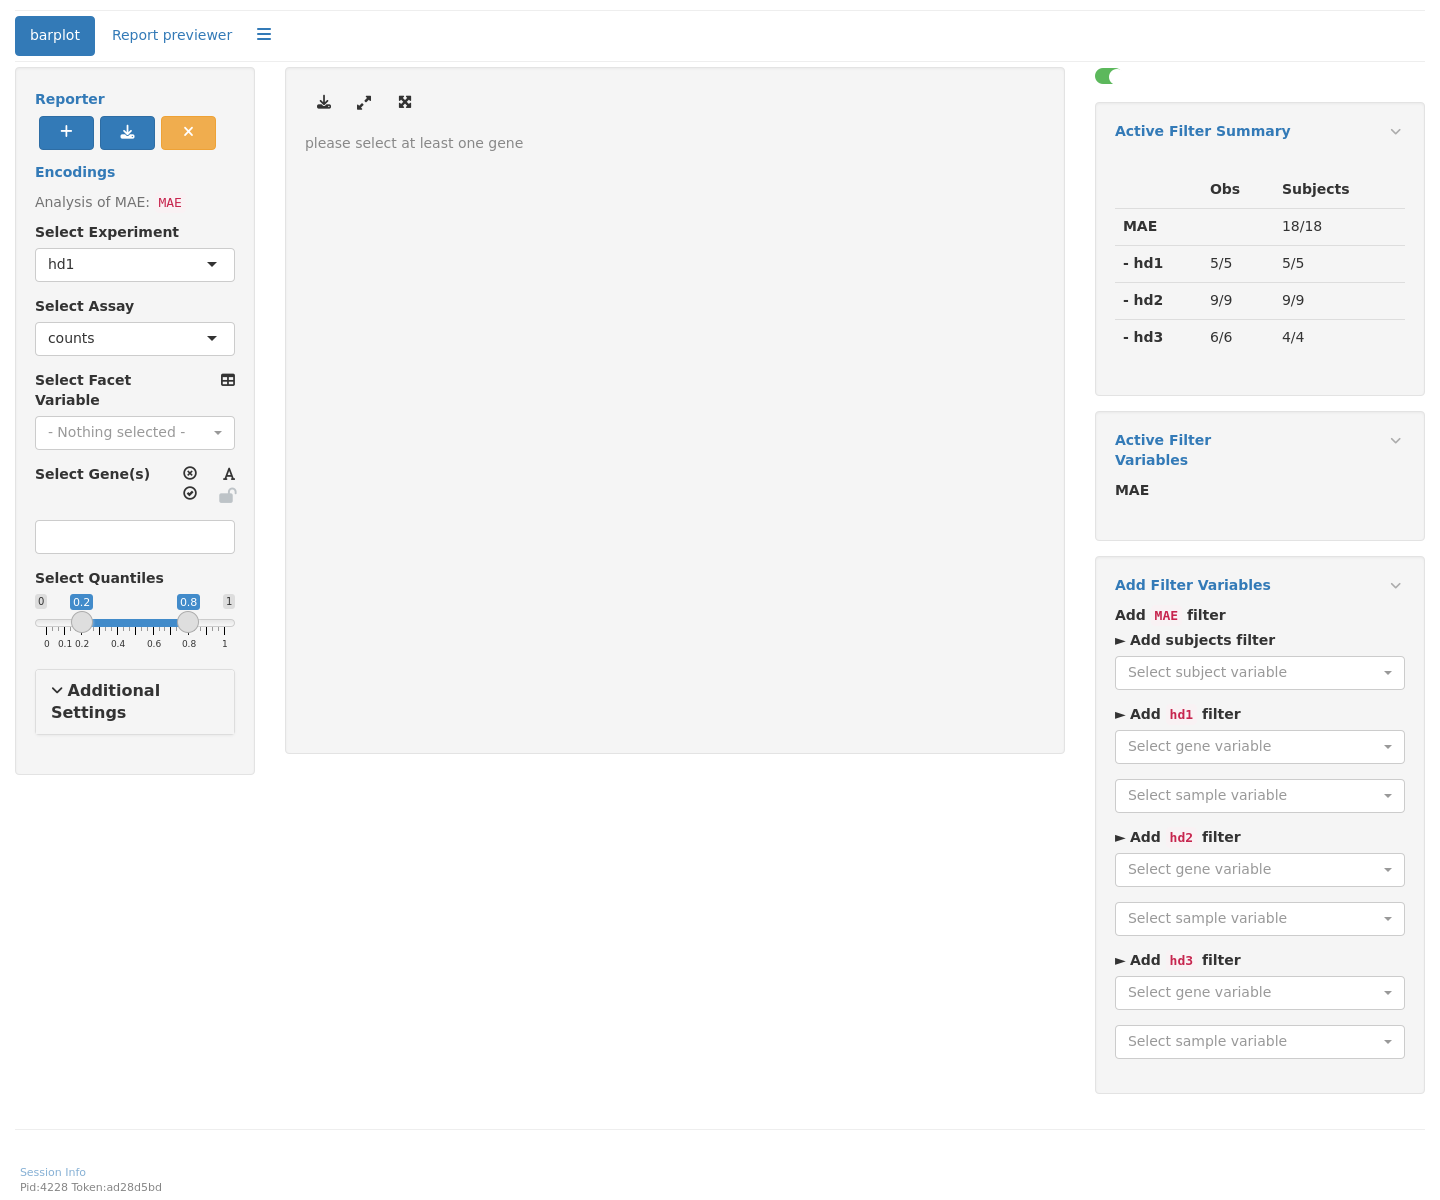 barplot
Report previewer
Reporter
Encodings
Analysis of MAE: MAE
Select Experiment
hd1
Select Assay
counts
Select Facet
Variable
- Nothing selected -
Select Gene(s)
Select Quantiles
0 0.2 0.8 1
0 0.1 0.2 0.4 0.6 0.8 1
Additional
Settings
please select at least one gene
Active Filter Summary
Obs Subjects
MAE 18/18
- hd1 5/5 5/5
- hd2 9/9 9/9
- hd3 6/6 4/4
Active Filter
Variables
MAE
Add Filter Variables
Add MAE filter
► Add subjects filter
Select subject variable
► Add hd1 filter
Select gene variable
Select sample variable
► Add hd2 filter
Select gene variable
Select sample variable
► Add hd3 filter
Select gene variable
Select sample variable
Session Info
Pid:4228 Token:ad28d5bd